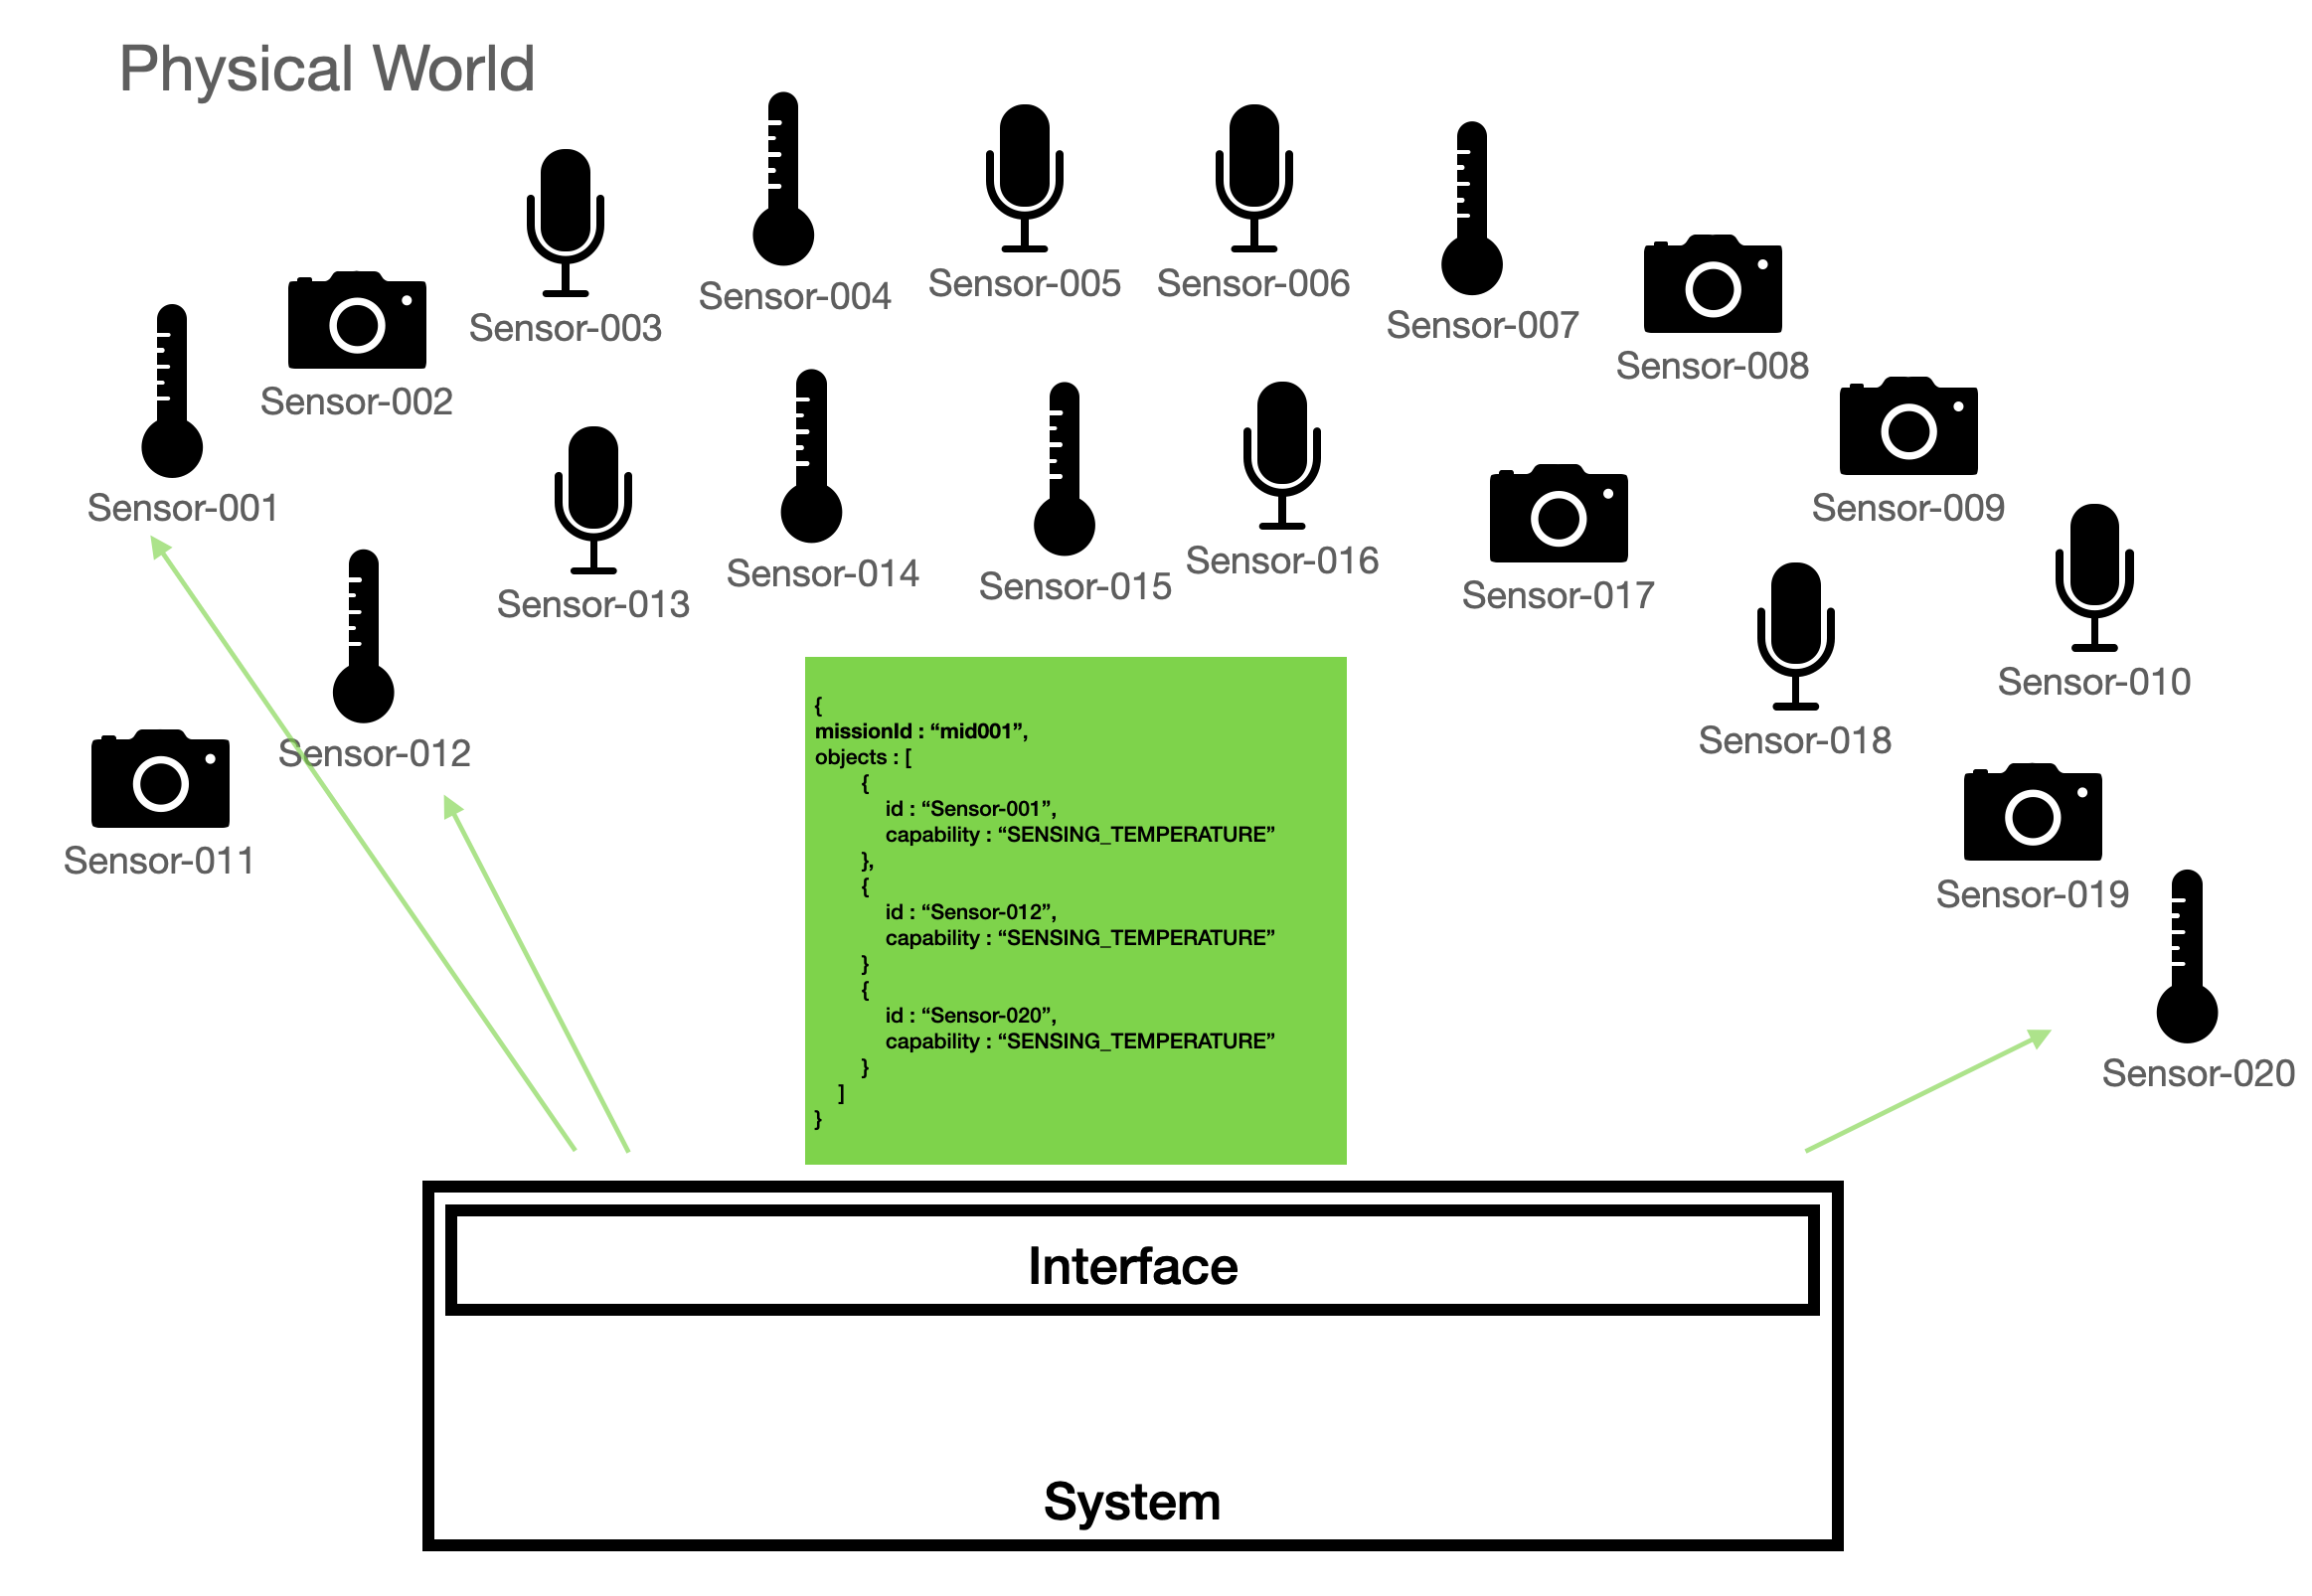 Physical World
Sensor-001
Sensor-002
Sensor-003
Sensor-004
Sensor-005
Sensor-006
Sensor-007
Sensor-008
Sensor-009
Sensor-010
Sensor-011
Sensor-012
Sensor-013
Sensor-014
Sensor-015
Sensor-016
Sensor-017
Sensor-018
Sensor-019
Sensor-020
{
missionId : “mid001”,
objects : [
{
id : “Sensor-001”,
capability : “SENSING_TEMPERATURE”
},
{
id : “Sensor-012”,
capability : “SENSING_TEMPERATURE”
}
{
id : “Sensor-020”,
capability : “SENSING_TEMPERATURE”
}
]
}
Interface
System